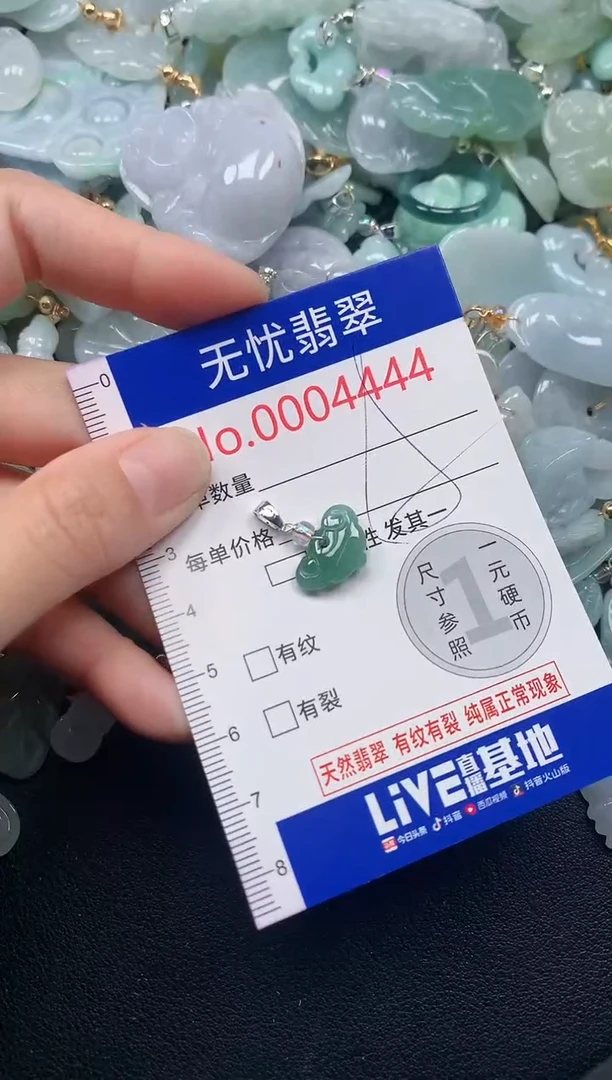 无忧翡翠
No.0004444
单数量
每单价格
性 发其一
有纹
有裂
尺寸参照
1
一元硬币
天然翡翠 有纹有裂 纯属正常现象
LiVE直播基地
今日头条 抖音 西瓜视频 抖音火山版
0
3
4
5
6
7
8